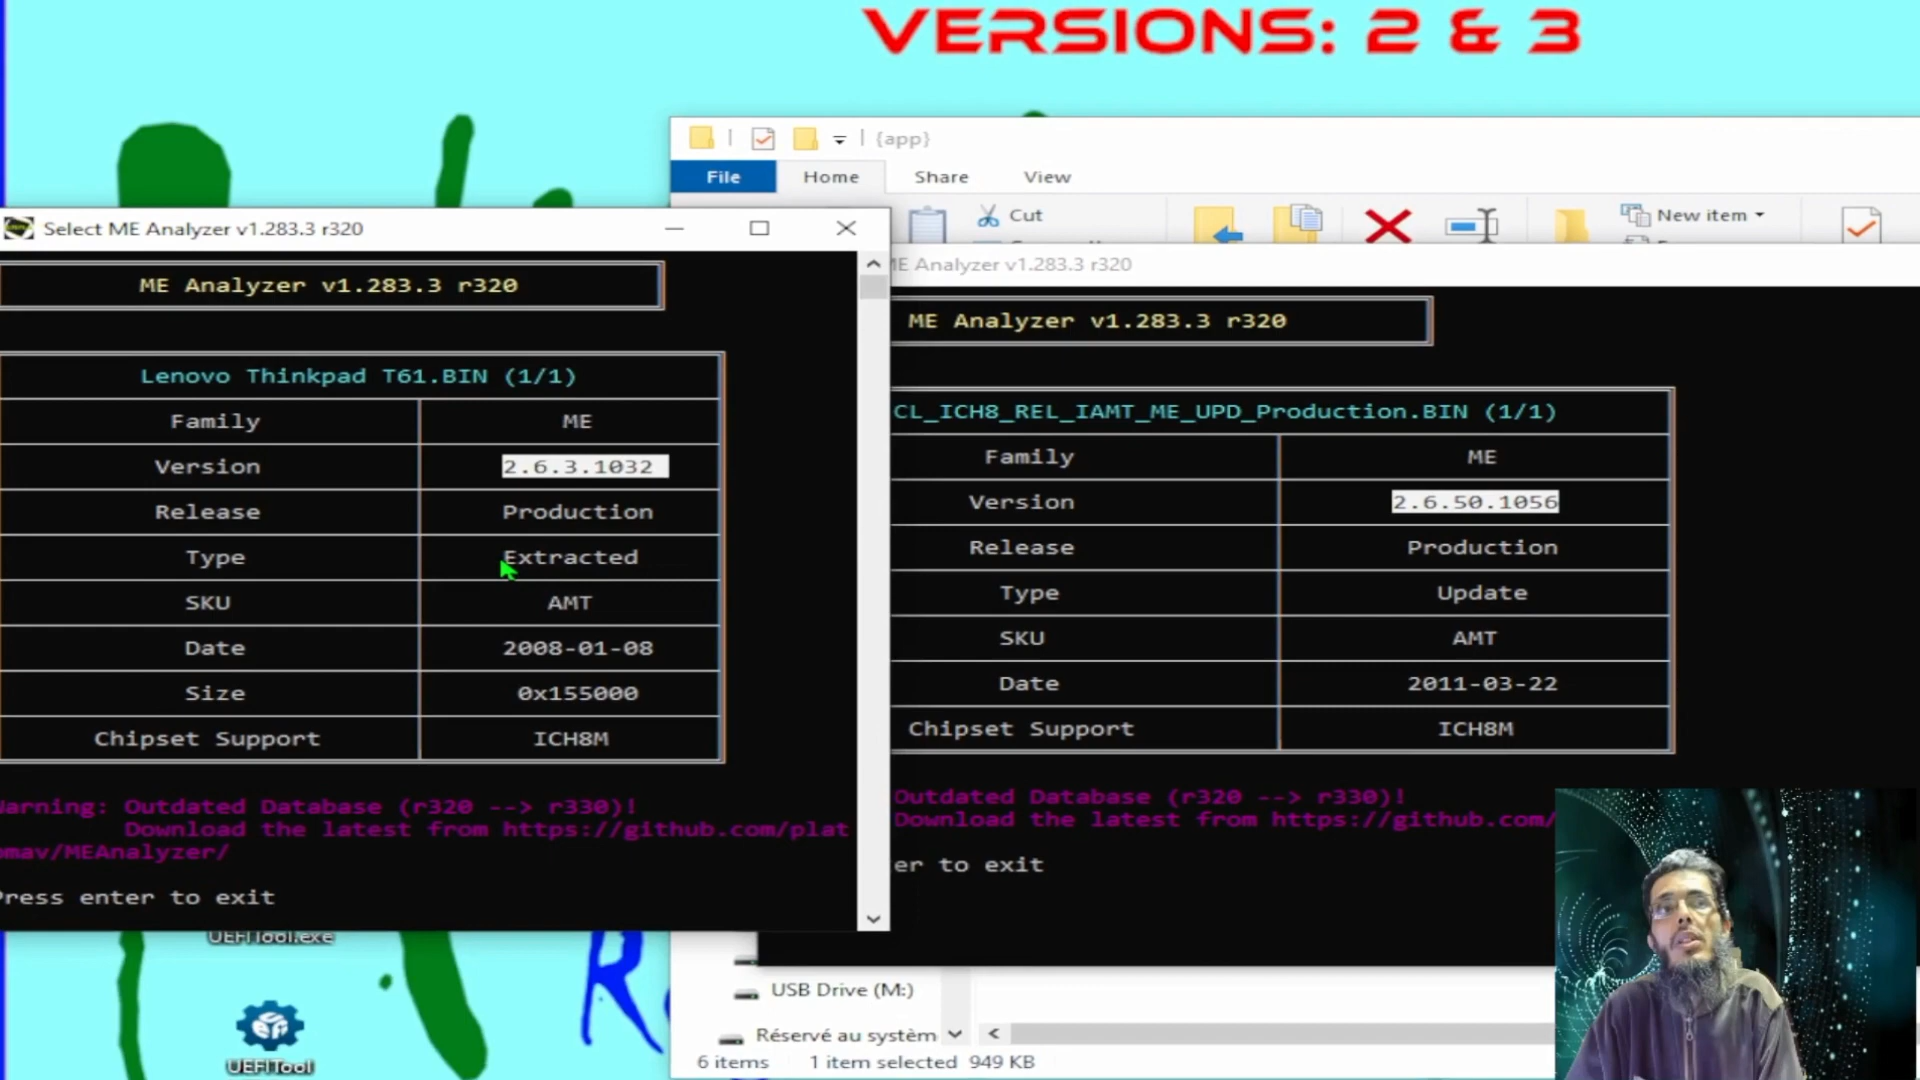 VERSIONS: 2 & 3
{app}
File
Home
Share
View
Cut
New item
Select ME Analyzer v1.283.3 r320
ME Analyzer v1.283.3 r320
Lenovo Thinkpad T61.BIN (1/1)
Family ME
Version 2.6.3.1032
Release Production
Type Extracted
SKU AMT
Date 2008-01-08
Size 0x155000
Chipset Support ICH8M
Warning: Outdated Database (r320 --> r330)!
Download the latest from https://github.com/plat
omav/MEAnalyzer/
Press enter to exit
ME Analyzer v1.283.3 r320
ME Analyzer v1.283.3 r320
CL_ICH8_REL_IAMT_ME_UPD_Production.BIN (1/1)
Family ME
Version 2.6.50.1056
Release Production
Type Update
SKU AMT
Date 2011-03-22
Chipset Support ICH8M
Outdated Database (r320 --> r330)!
Download the latest from https://github.com/
er to exit
UEFITool.exe
UEFITool
USB Drive (M:)
Réservé au systèm
6 items
1 item selected 949 KB